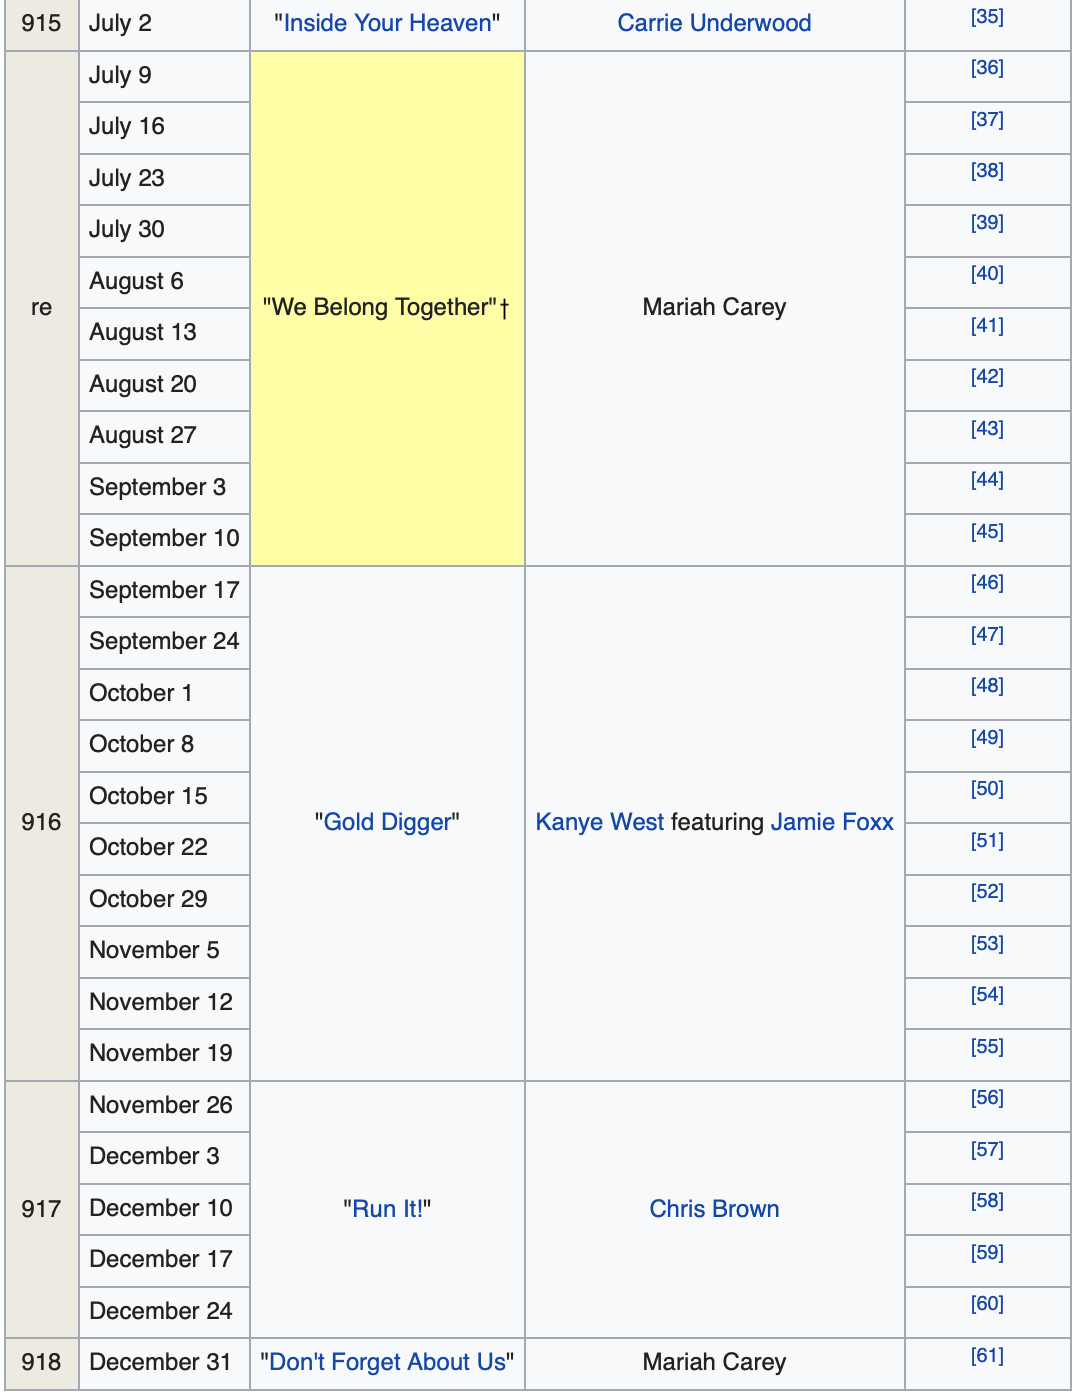 915 July 2 "Inside Your Heaven" Carrie Underwood [35]
re July 9 "We Belong Together"† Mariah Carey [36]
July 16 [37]
July 23 [38]
July 30 [39]
August 6 [40]
August 13 [41]
August 20 [42]
August 27 [43]
September 3 [44]
September 10 [45]
916 September 17 "Gold Digger" Kanye West featuring Jamie Foxx [46]
September 24 [47]
October 1 [48]
October 8 [49]
October 15 [50]
October 22 [51]
October 29 [52]
November 5 [53]
November 12 [54]
November 19 [55]
917 November 26 "Run It!" Chris Brown [56]
December 3 [57]
December 10 [58]
December 17 [59]
December 24 [60]
918 December 31 "Don't Forget About Us" Mariah Carey [61]